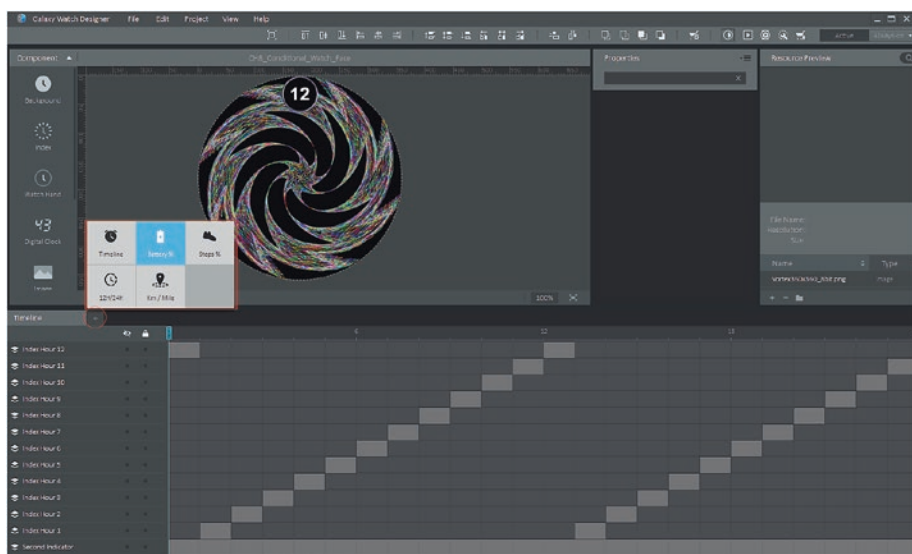 Galaxy Watch Designer File Edit Project View Help
Component
Properties
Resource Preview
Ch8_Conditional_Watch_Face
Background
Index
Watch Hand
43
Digital Clock
12
Timeline Battery % Steps %
12H/24H Km / Mile
File Name:
Resolution:
Size:
Name Type
100%
Timeline
6 12 18
Index Hour 12
Index Hour 11
Index Hour 10
Index Hour 9
Index Hour 8
Index Hour 7
Index Hour 6
Index Hour 5
Index Hour 4
Index Hour 3
Index Hour 2
Index Hour 1
Second Indicator